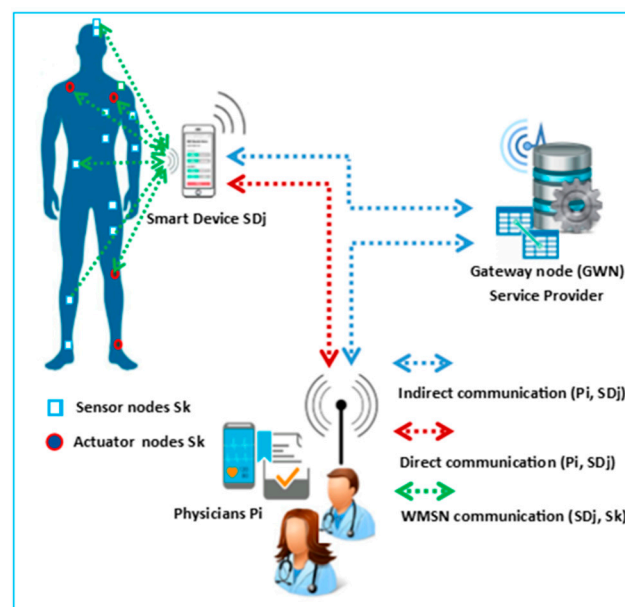 Smart Device SDj
Gateway node (GWN)
Service Provider
Indirect communication (Pi, SDj)
Sensor nodes Sk
Actuator nodes Sk
Direct communication (Pi, SDj)
Physicians Pi
WMSN communication (SDj, Sk)